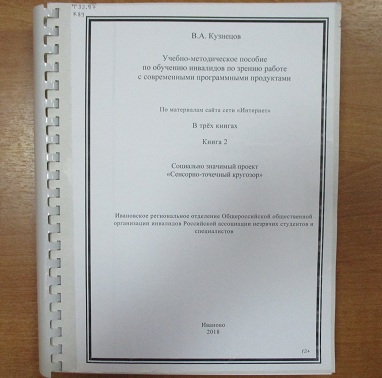 В.А. Кузнецов
Учебно-методическое пособие
по обучению инвалидов по зрению работе
с современными программными продуктами
По материалам сайта сети «Интернет»
В трёх книгах
Книга 2
Социально значимый проект
«Сенсорно-точечный кругозор»
Ивановское региональное отделение Общероссийской общественной
организации инвалидов Российской ассоциации незрячих студентов и
специалистов
Иваново
2018
12+